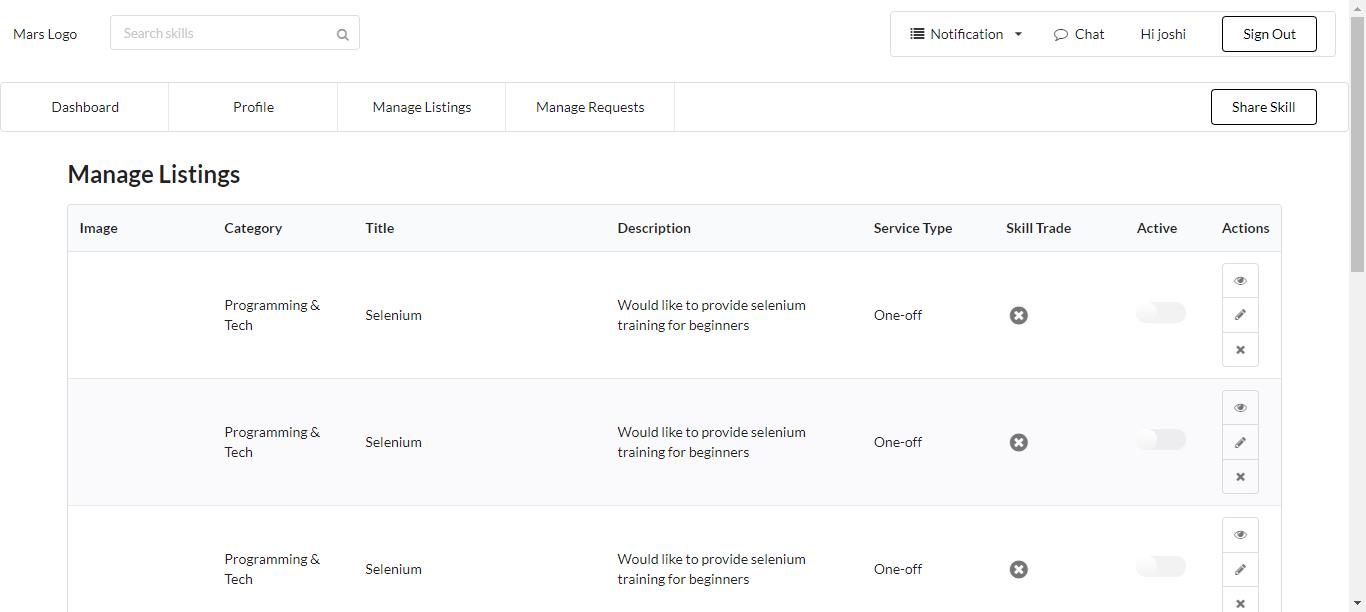 Mars Logo
Search skills
Notification
Chat
Hi joshi
Sign Out
Dashboard
Profile
Manage Listings
Manage Requests
Share Skill
Manage Listings
Image Category Title Description Service Type Skill Trade Active Actions
Programming &
Tech
Selenium
Would like to provide selenium
training for beginners
One-off
Programming &
Tech
Selenium
Would like to provide selenium
training for beginners
One-off
Programming &
Tech
Selenium
Would like to provide selenium
training for beginners
One-off